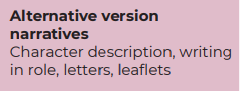 Alternative version
narratives
Character description, writing
in role, letters, leaflets